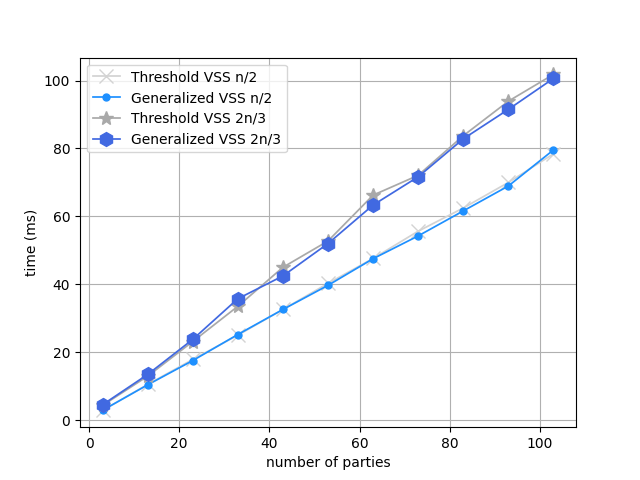 Threshold VSS n/2
Generalized VSS n/2
Threshold VSS 2n/3
Generalized VSS 2n/3
100
80
60
40
20
0
time (ms)
0 20 40 60 80 100
number of parties